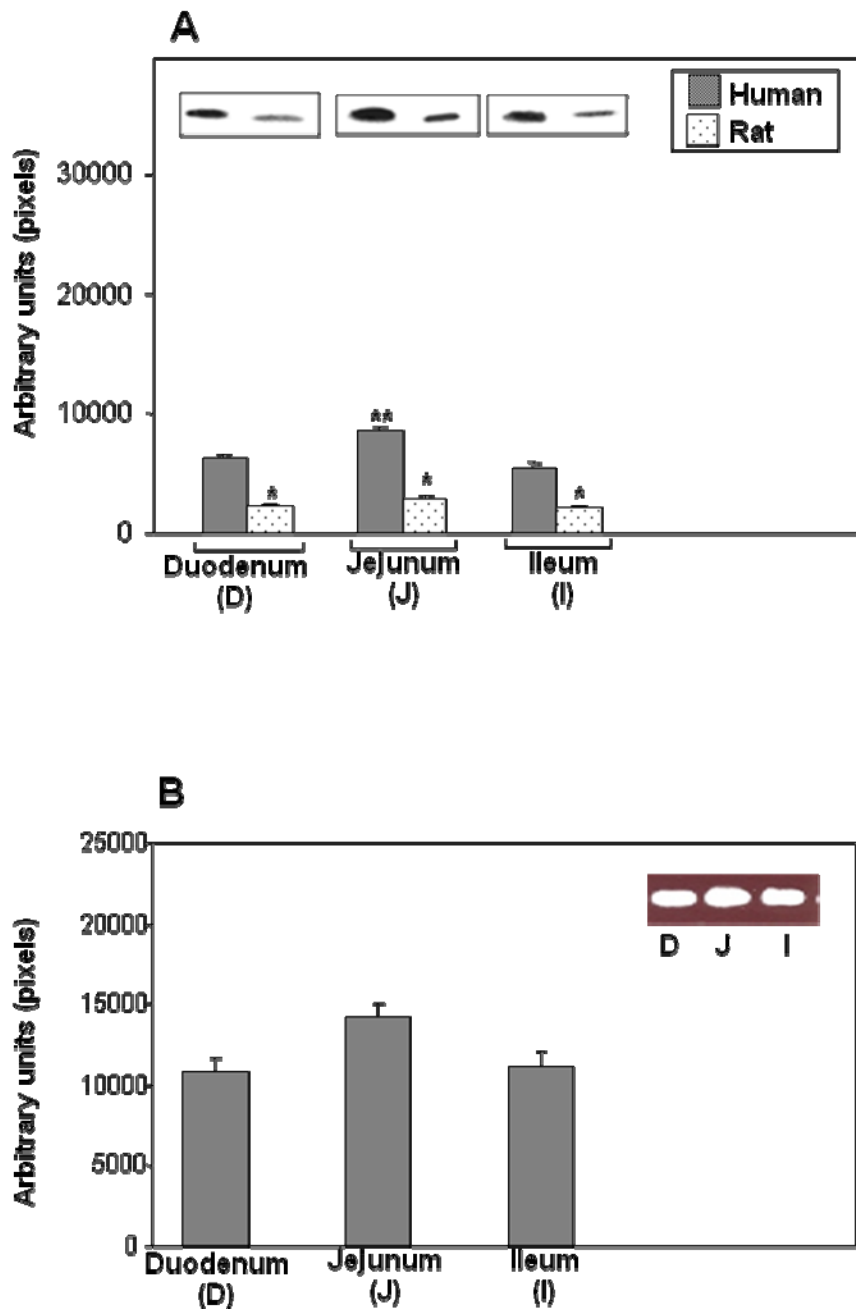 A
Human
Rat
Arbitrary units (pixels)
30000
20000
10000
0
**
*
*
*
Duodenum
(D)
Jejunum
(J)
Ileum
(I)
B
Arbitrary units (pixels)
25000
20000
15000
10000
5000
0
D J I
Duodenum
(D)
Jejunum
(J)
Ileum
(I)